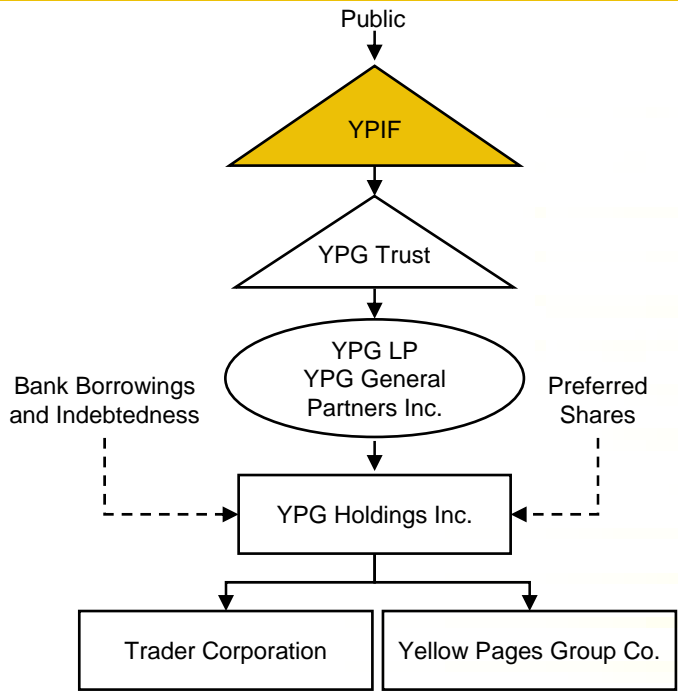 Public
YPIF
YPG Trust
YPG LP
YPG General
Partners Inc.
Bank Borrowings
and Indebtedness
Preferred
Shares
YPG Holdings Inc.
Trader Corporation
Yellow Pages Group Co.